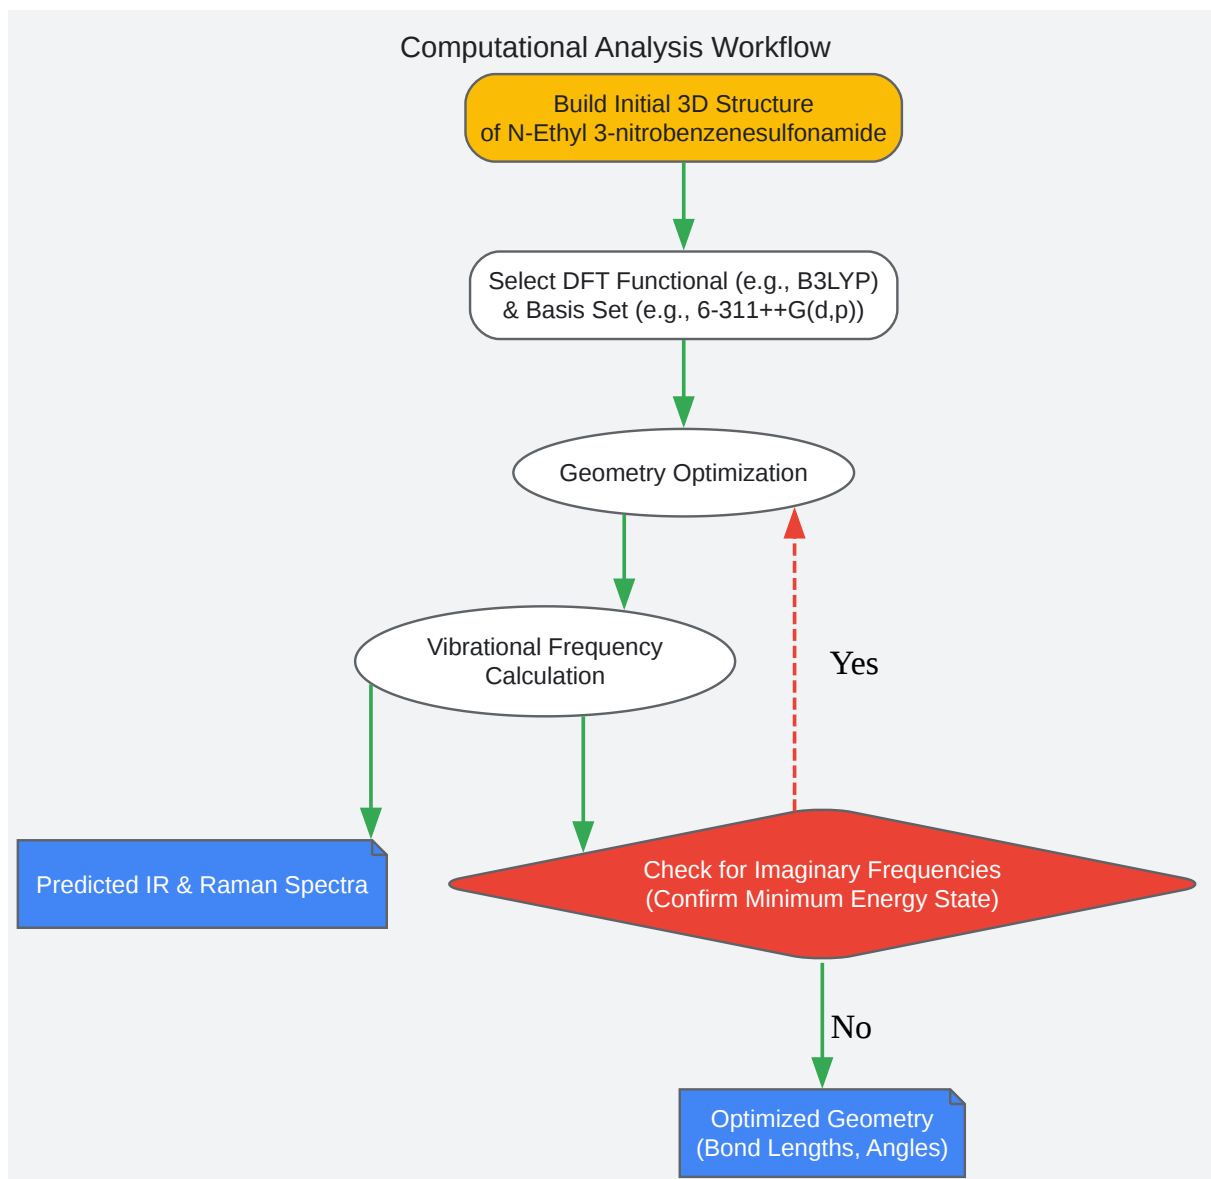 Computational Analysis Workflow
Build Initial 3D Structure
of N-Ethyl 3-nitrobenzenesulfonamide
Select DFT Functional (e.g., B3LYP)
& Basis Set (e.g., 6-311++G(d,p))
Geometry Optimization
Vibrational Frequency
Calculation
Yes
Predicted IR & Raman Spectra
Check for Imaginary Frequencies
(Confirm Minimum Energy State)
No
Optimized Geometry
(Bond Lengths, Angles)